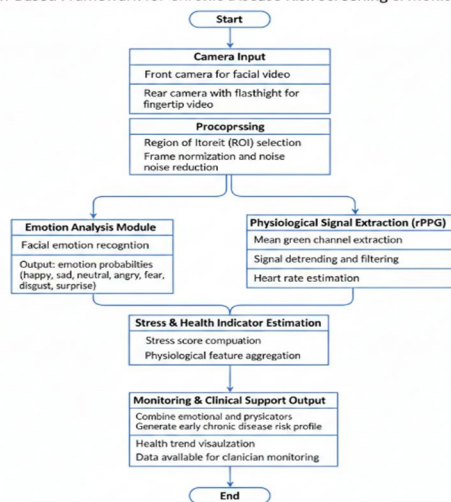 Based Framework for Chronic Disease Risk Screening & Monit
Start
Camera Input
Front camera for facial video
Rear camera with flasthight for
fingertip video
Procoprssing
Region of Itoreit (ROI) selection
Frame normization and noise
noise reduction
Emotion Analysis Module
Facial emotion recogntion
Output: emotion probabilties
(happy, sad, neutral, angry, fear,
disgust, surprise)
Physiological Signal Extraction (rPPG)
Mean green channel extraction
Signal detrending and filtering
Heart rate estimation
Stress & Health Indicator Estimation
Stress score compuation
Physiological feature aggregation
Monitoring & Clinical Support Output
Combine emotional and prysicators
Generate early chronic disease risk profile
Health trend visaulzation
Data available for clanician monitoring
End